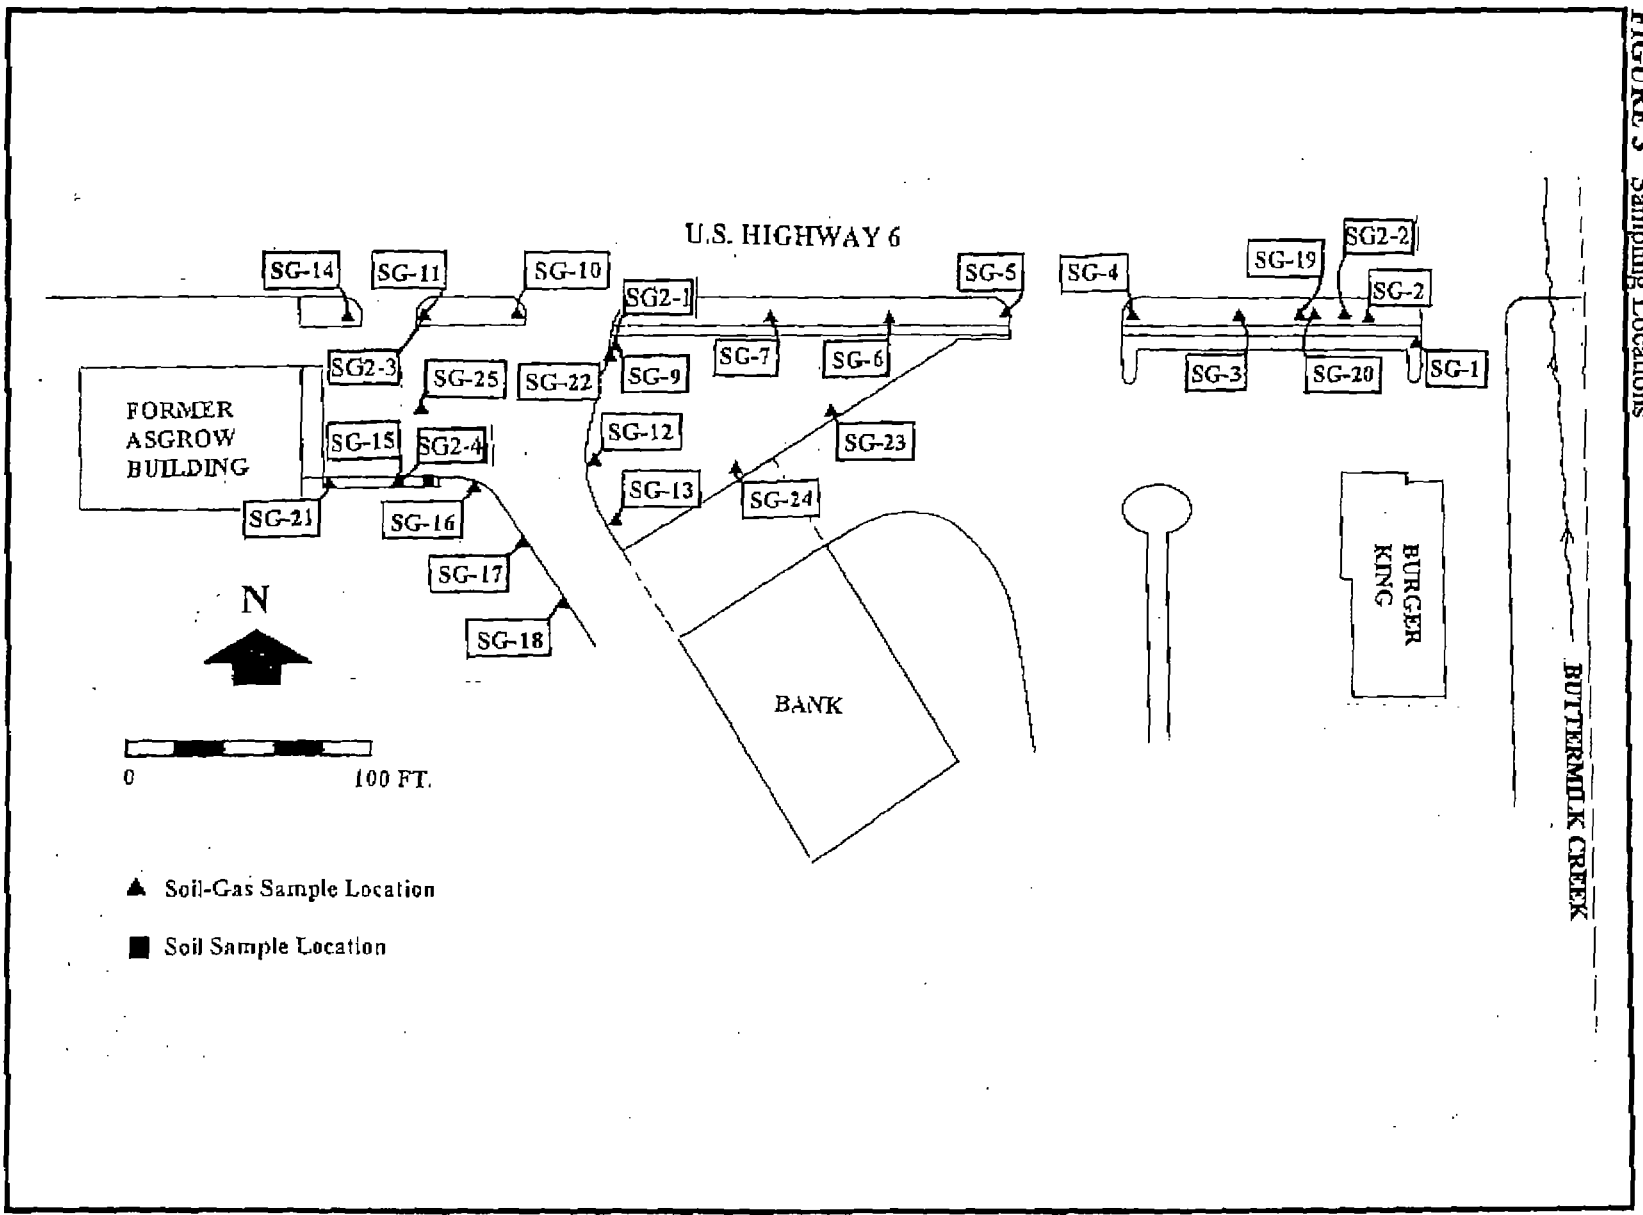 FIGURE 3 Sampling Locations
U.S. HIGHWAY 6
SG2-2
SG-19
SG-14
SG-11
SG-10
SG-5
SG-4
SG-2
SG2-1
SG2-3
SG-25
SG-22
SG-9
SG-7
SG-6
SG-3
SG-20
SG-1
FORMER
ASGROW
BUILDING
SG-15
SG2-4
SG-12
SG-23
SG-13
SG-24
SG-21
SG-16
SG-17
SG-18
N
BURGER
KING
BANK
BUTTERMILK CREEK
0
100 FT.
Soil-Gas Sample Location
Soil Sample Location